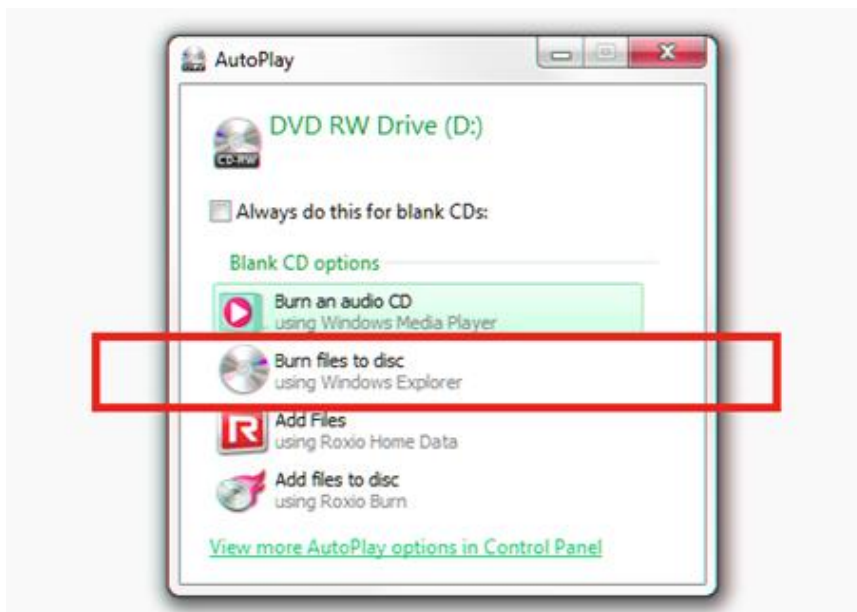 AutoPlay
DVD RW Drive (D:)
CD-RW
Always do this for blank CDs:
Blank CD options
Burn an audio CD
using Windows Media Player
Burn files to disc
using Windows Explorer
Add Files
using Roxio Home Data
Add files to disc
using Roxio Burn
View more AutoPlay options in Control Panel